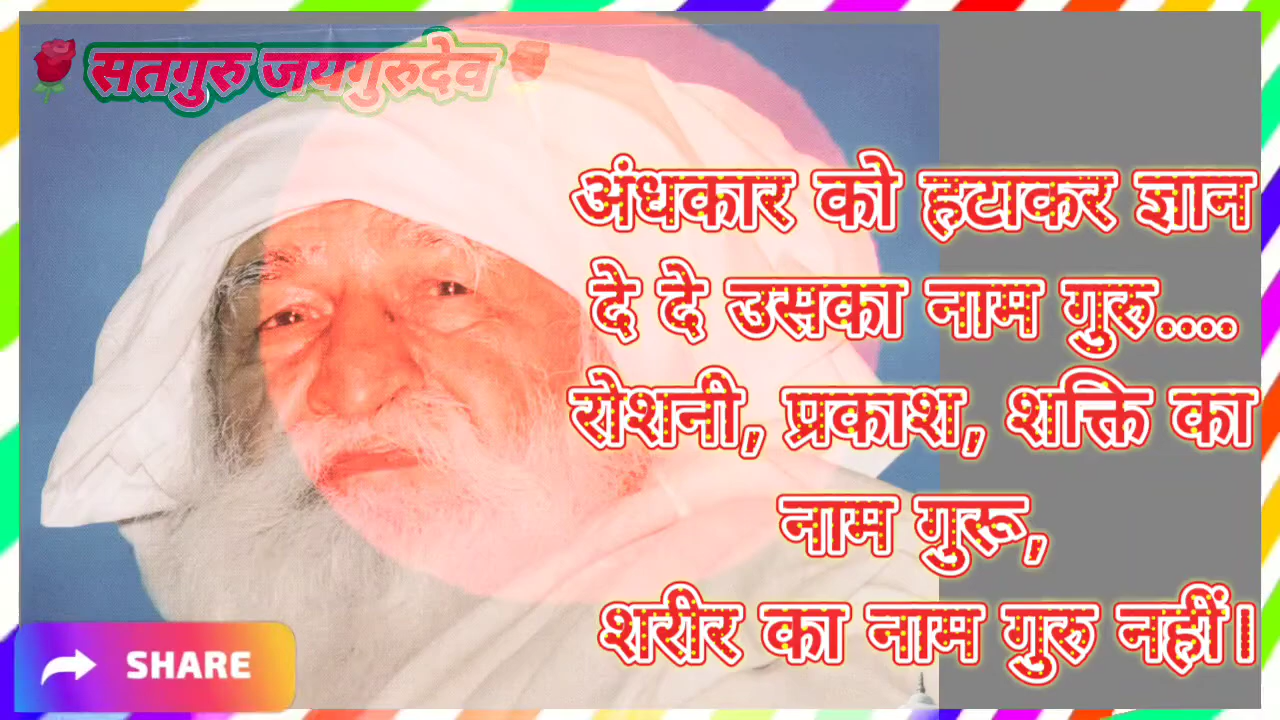 सतगुरु जयगुरुदेव
अंधकार को हटाकर ज्ञान
दे दे उसका नाम गुरु....
रोशनी, प्रकाश, शक्ति का
नाम गुरू,
शरीर का नाम गुरु नहीं।
SHARE